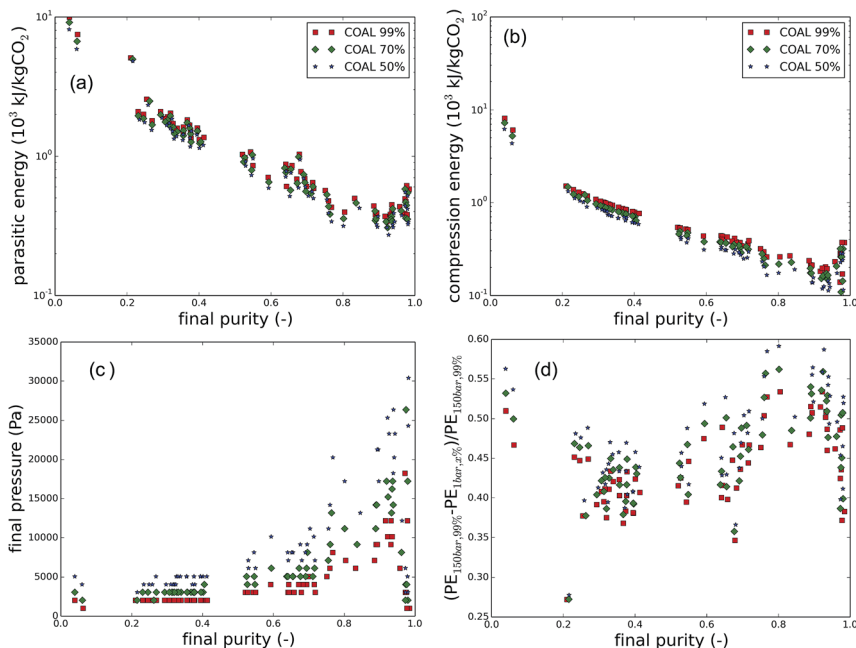 10¹
10⁰
10⁻¹
parasitic energy (10³ kJ/kgCO₂)
(a)
COAL 99%
COAL 70%
COAL 50%
0.0 0.2 0.4 0.6 0.8 1.0
final purity (-)
10²
10¹
10⁰
10⁻¹
compression energy (10³ kJ/kgCO₂)
(b)
COAL 99%
COAL 70%
COAL 50%
0.0 0.2 0.4 0.6 0.8 1.0
final purity (-)
35000
30000
25000
20000
15000
10000
5000
0
final pressure (Pa)
(c)
0.0 0.2 0.4 0.6 0.8 1.0
final purity (-)
0.60
0.55
0.50
0.45
0.40
0.35
0.30
0.25
(PE150bar,99%-PE1bar,x%)/PE150bar,99%
(d)
0.0 0.2 0.4 0.6 0.8 1.0
final purity (-)